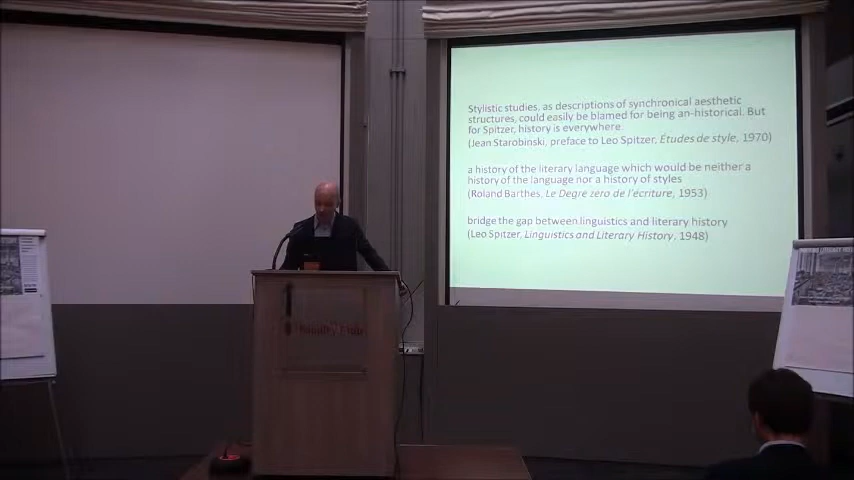 Stylistic studies, as descriptions of synchronical aesthetic
structures, could easily be blamed for being an-historical. But
for Spitzer, history is everywhere
(Jean Starobinski, preface to Leo Spitzer, Études de style, 1970)
a history of the literary language which would be neither a
history of the language nor a history of styles
(Roland Barthes, Le Degre zero de l'écriture, 1953)
bridge the gap between linguistics and literary history
(Leo Spitzer, Linguistics and Literary History, 1948)